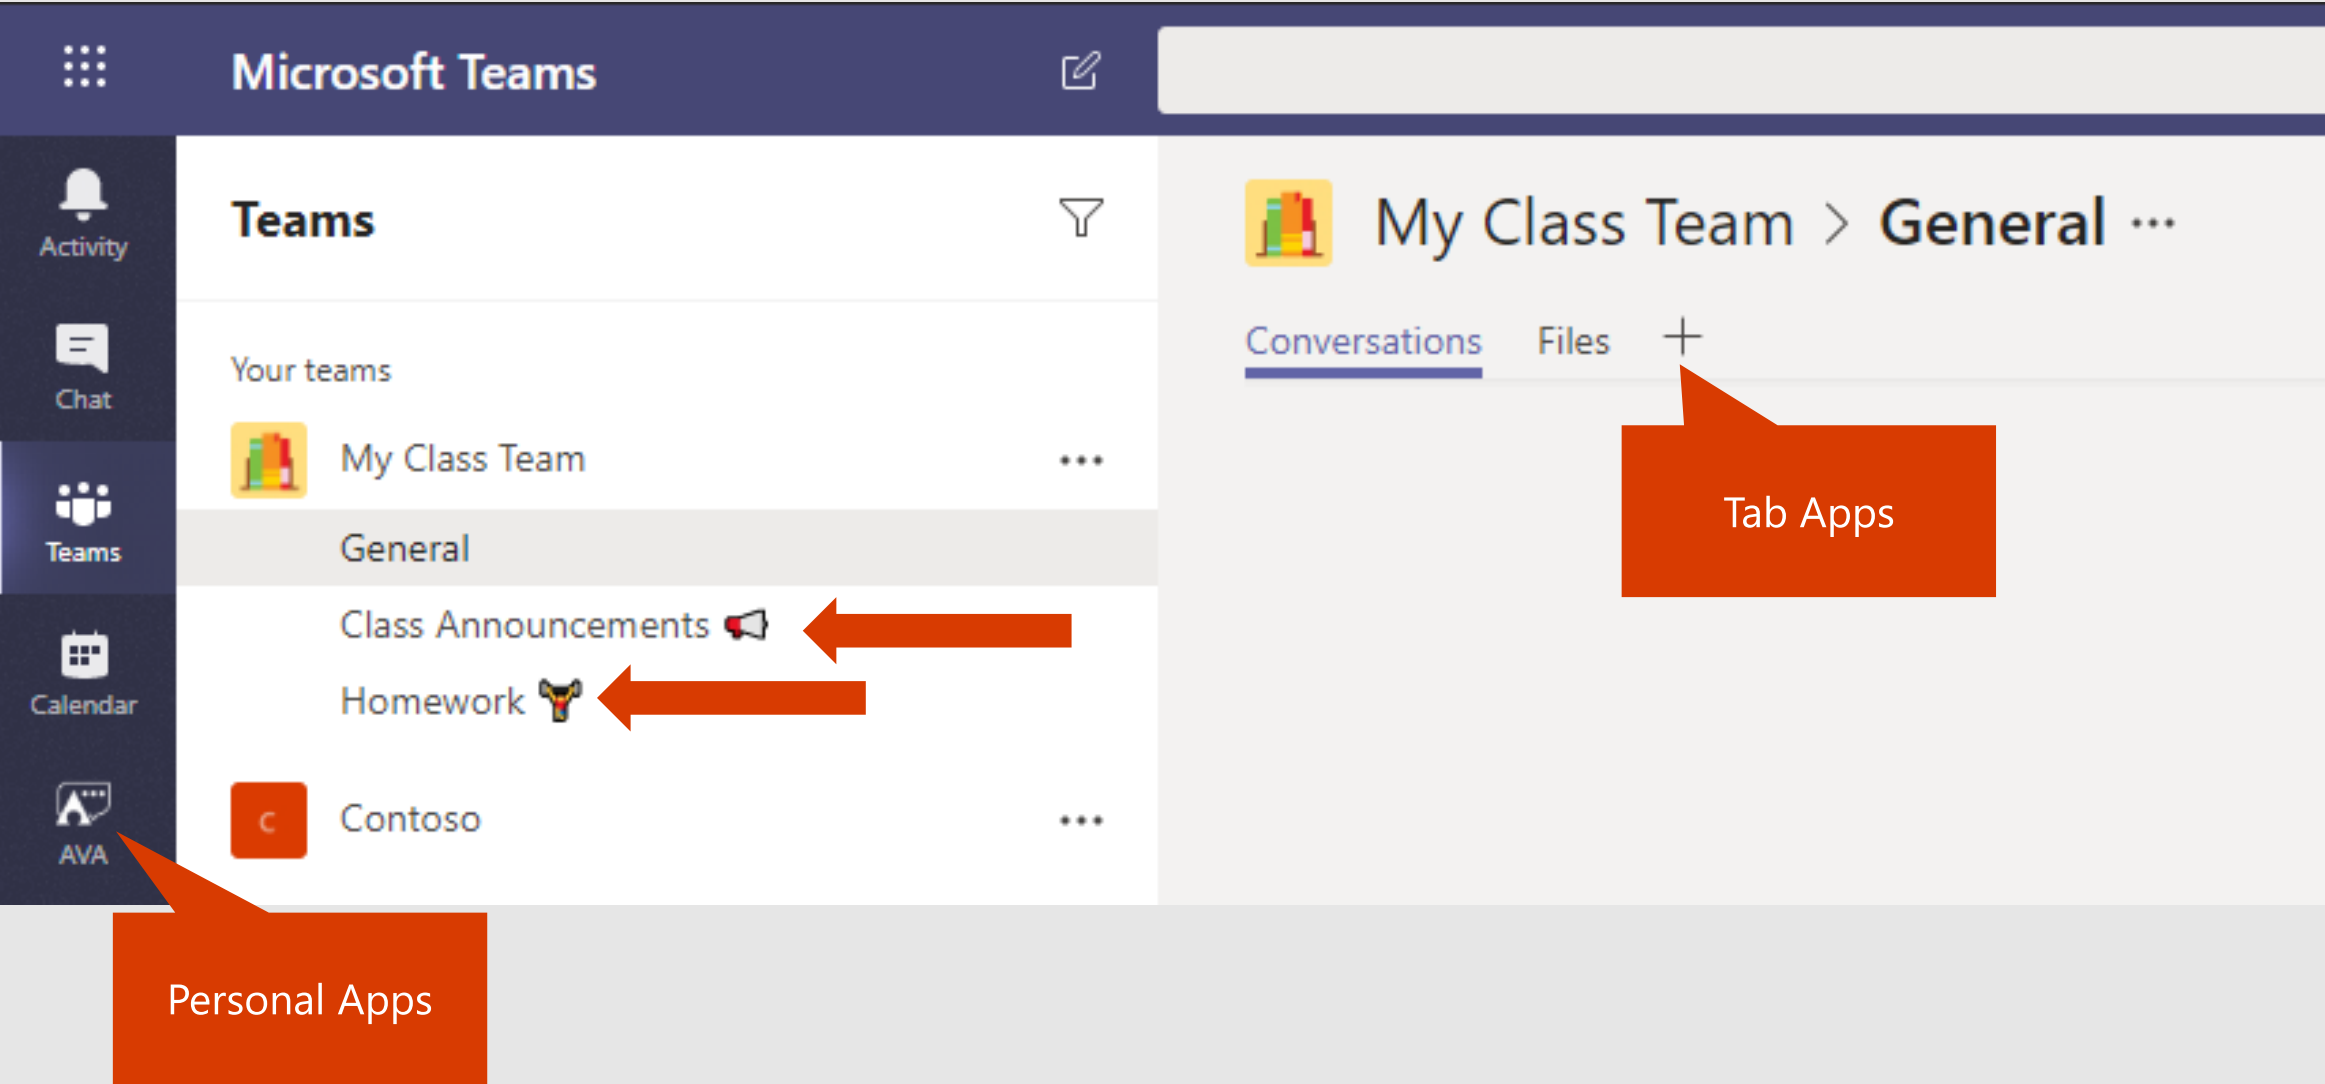 Microsoft Teams
Activity
Chat
Teams
Calendar
AVA
Teams
Your teams
My Class Team
General
Class Announcements
Homework
C
Contoso
My Class Team > General
Conversations Files +
Tab Apps
Personal Apps